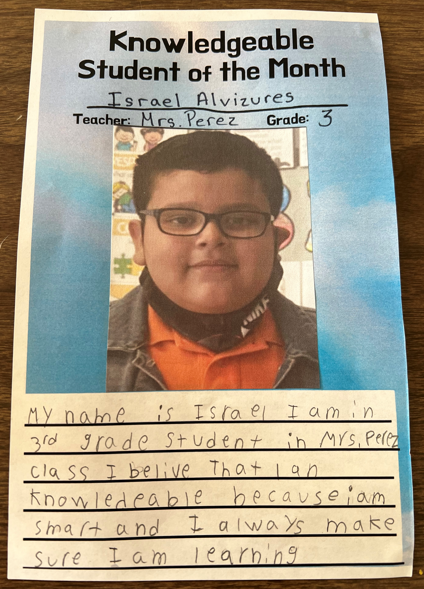 Knowledgeable
Student of the Month
Israel Alvizures
Teacher: Mrs. Perez Grade: 3
NIKE
My name is Israel I am in
3rd grade student in Mrs. Perez
class I belive That I an
knowledeable because iam
smart and I always make
sure I am learning